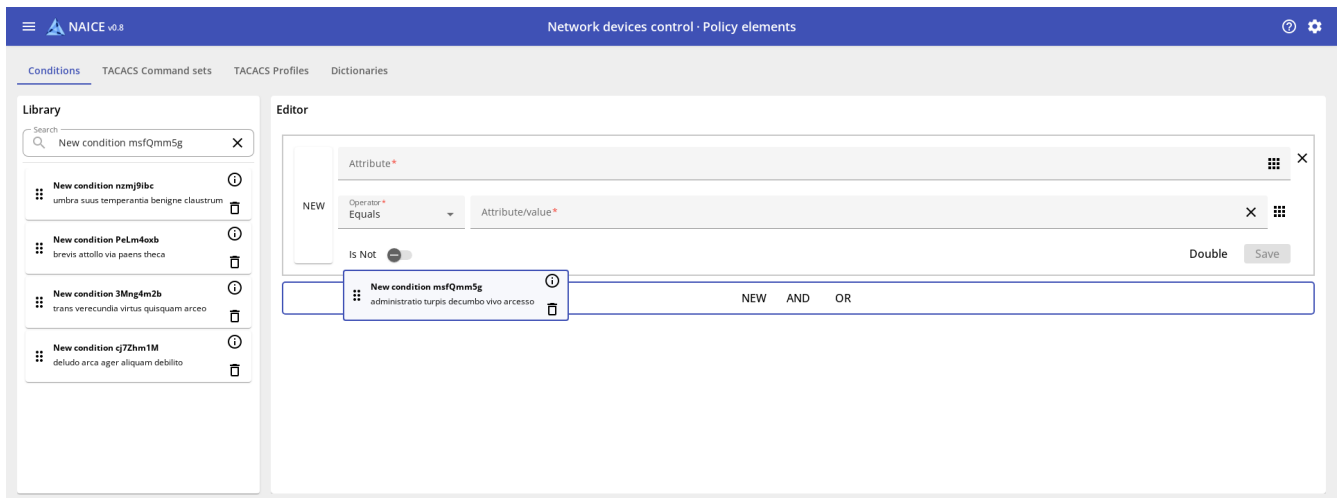 NAICE v0.8
Network devices control · Policy elements
Conditions TACACS Command sets TACACS Profiles Dictionaries
Library
Search
New condition msfQmm5g
New condition nzmj9ibc
umbra suus temperantia benigne claustrum
New condition PeLm4oxb
brevis attollo via paens theca
New condition 3Mng4m2b
trans verecundia virtus quisquam arceo
New condition cj7Zhm1M
deludo arca ager aliquam debilito
Editor
NEW
Attribute*
Operator*
Equals
Attribute/value*
Is Not
Double Save
New condition msfQmm5g
administratio turpis decumbo vivo arcesso
NEW AND OR